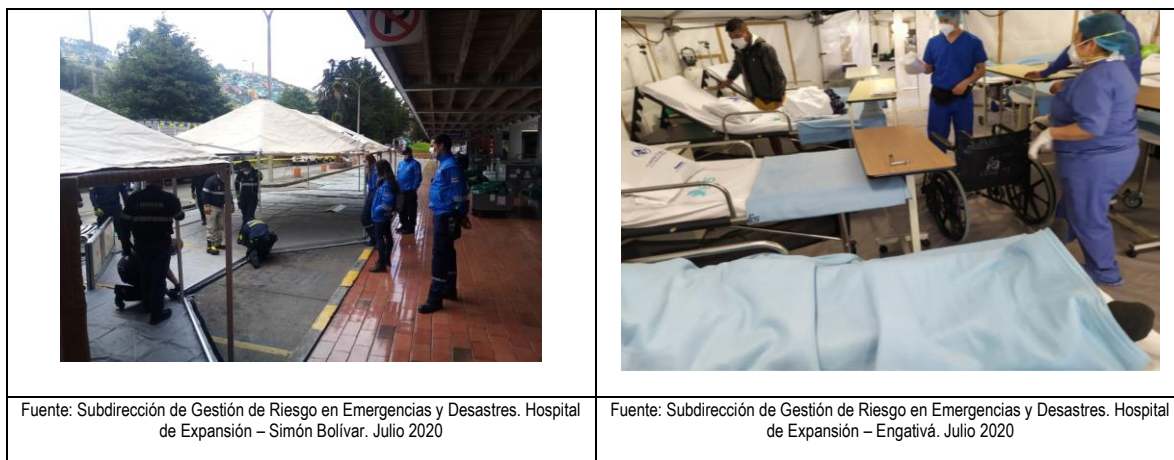 Fuente: Subdirección de Gestión de Riesgo en Emergencias y Desastres. Hospital
de Expansión – Simón Bolívar. Julio 2020
Fuente: Subdirección de Gestión de Riesgo en Emergencias y Desastres. Hospital
de Expansión – Engativá. Julio 2020